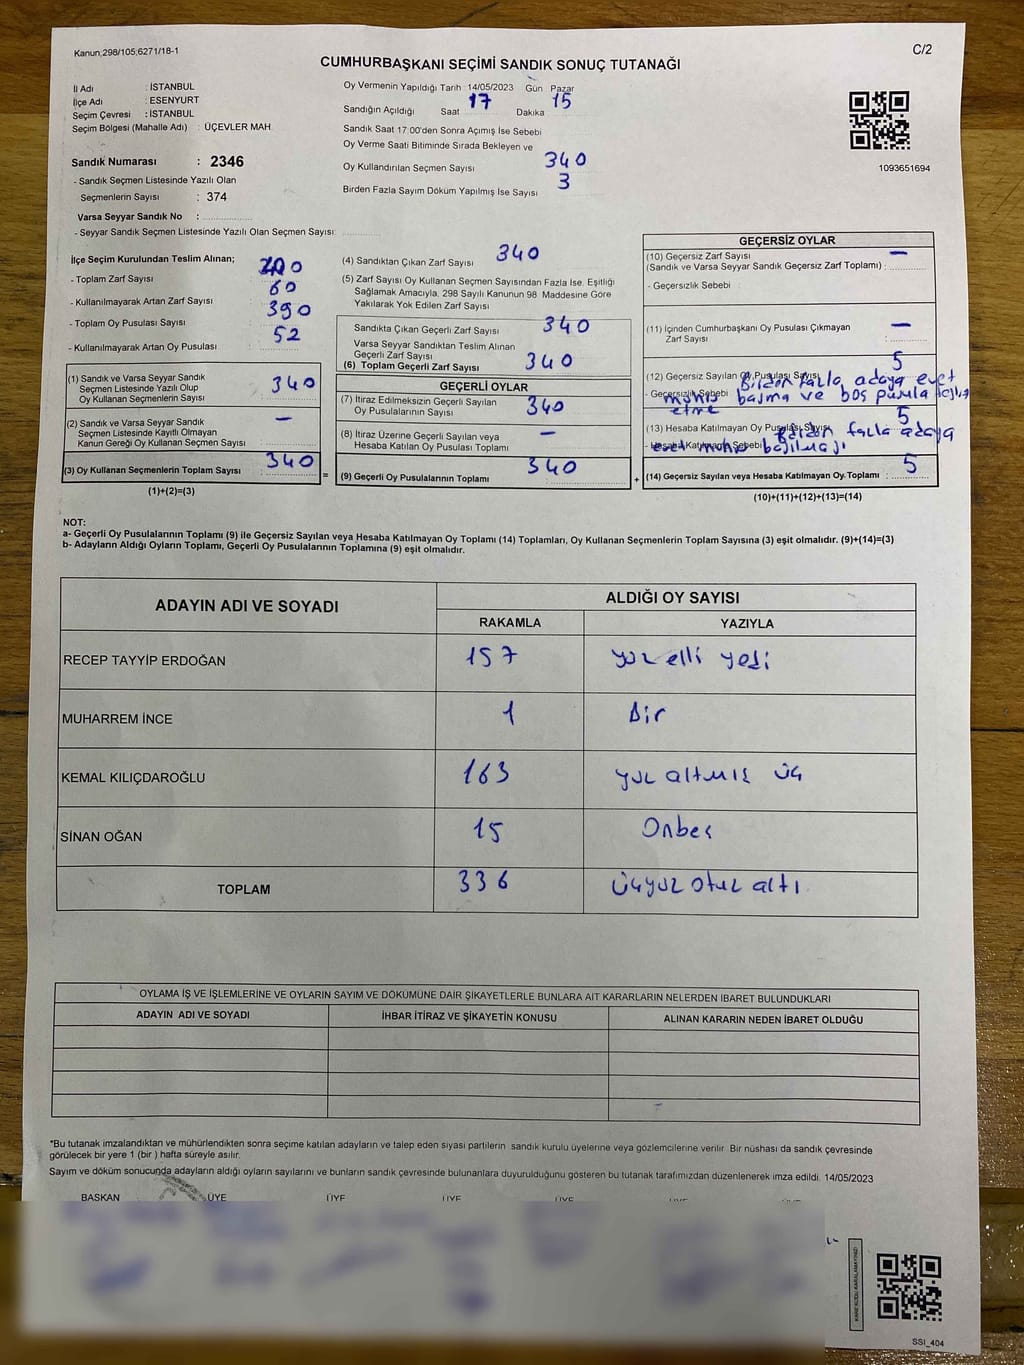 Kanun;298/105;6271/18-1
C/2
CUMHURBAŞKANI SEÇİMİ SANDIK SONUÇ TUTANAĞI
İl Adı : İSTANBUL
İlçe Adı : ESENYURT
Seçim Çevresi : İSTANBUL
Seçim Bölgesi (Mahalle Adı) : ÜÇEVLER MAH.
Sandık Numarası : 2346
- Sandık Seçmen Listesinde Yazılı Olan
Seçmenlerin Sayısı : 374
Varsa Seyyar Sandık No :
- Seyyar Sandık Seçmen Listesinde Yazılı Olan Seçmen Sayısı:
Oy Vermenin Yapıldığı Tarih 14/05/2023 Gün Pazar
Sandığın Açıldığı Saat 17 Dakika 15
Sandık Saat 17:00'den Sonra Açımış İse Sebebi
Oy Verme Saati Bitiminde Sırada Bekleyen ve
Oy Kullandırılan Seçmen Sayısı 340
Birden Fazla Sayım Döküm Yapılmış İse Sayısı 3
1093651694
İlçe Seçim Kurulundan Teslim Alınan;
- Toplam Zarf Sayısı
- Kullanılmayarak Artan Zarf Sayısı 60
- Toplam Oy Pusulası Sayısı 390
- Kullanılmayarak Artan Oy Pusulası 52
(1) Sandık ve Varsa Seyyar Sandık
Seçmen Listesinde Yazılı Olup
Oy Kullanan Seçmenlerin Sayısı 340
(2) Sandık ve Varsa Seyyar Sandık
Seçmen Listesinde Kayıtlı Olmayan
Kanun Gereği Oy Kullanan Seçmen Sayısı –
(3) Oy Kullanan Seçmenlerin Toplam Sayısı 340
(1)+(2)=(3)
=
(4) Sandıktan Çıkan Zarf Sayısı 340
(5) Zarf Sayısı Oy Kullanan Seçmen Sayısından Fazla İse, Eşitliği
Sağlamak Amacıyla, 298 Sayılı Kanunun 98. Maddesine Göre
Yakılarak Yok Edilen Zarf Sayısı
Sandıkta Çıkan Geçerli Zarf Sayısı 340
Varsa Seyyar Sandıktan Teslim Alınan
Geçerli Zarf Sayısı
(6) Toplam Geçerli Zarf Sayısı 340
GEÇERLİ OYLAR
(7) İtiraz Edilmeksizin Geçerli Sayılan
Oy Pusulalarının Sayısı 340
(8) İtiraz Üzerine Geçerli Sayılan veya
Hesaba Katılan Oy Pusulası Toplamı –
(9) Geçerli Oy Pusulalarının Toplamı 340
+
GEÇERSİZ OYLAR
(10) Geçersiz Zarf Sayısı –
(Sandık ve Varsa Seyyar Sandık Geçersiz Zarf Toplamı) :
- Geçersizlik Sebebi :
(11) İçinden Cumhurbaşkanı Oy Pusulası Çıkmayan –
Zarf Sayısı :
(12) Geçersiz Sayılan Oy Pusulası Sayısı 5
- Geçersizlik Sebebi Birden fazla adaya evet
mührü basma ve boş pusula
etme
(13) Hesaba Katılmayan Oy Pusulası Sayısı 5
- Hesaba Katılmama Sebebi Birden fazla adaya
evet mührü
(14) Geçersiz Sayılan veya Hesaba Katılmayan Oy Toplamı : 5
(10)+(11)+(12)+(13)=(14)
NOT:
a- Geçerli Oy Pusulalarının Toplamı (9) ile Geçersiz Sayılan veya Hesaba Katılmayan Oy Toplamı (14) Toplamları, Oy Kullanan Seçmenlerin Toplam Sayısına (3) eşit olmalıdır. (9)+(14)=(3)
b- Adayların Aldığı Oyların Toplamı, Geçerli Oy Pusulalarının Toplamına (9) eşit olmalıdır.
ADAYIN ADI VE SOYADI ALDIĞI OY SAYISI
RAKAMLA YAZIYLA
RECEP TAYYİP ERDOĞAN 157 yüz elli yedi
MUHARREM İNCE 1 Bir
KEMAL KILIÇDAROĞLU 163 yüz altmış üç
SİNAN OĞAN 15 Onbeş
TOPLAM 336 üçyüz otuz altı
OYLAMA İŞ VE İŞLEMLERİNE VE OYLARIN SAYIM VE DÖKÜMÜNE DAİR ŞİKAYETLERLE BUNLARA AİT KARARLARIN NELERDEN İBARET BULUNDUKLARI
ADAYIN ADI VE SOYADI İHBAR İTİRAZ VE ŞİKAYETİN KONUSU ALINAN KARARIN NEDEN İBARET OLDUĞU
*Bu tutanak imzalandıktan ve mühürlendikten sonra seçime katılan adayların ve talep eden siyasi partilerin sandık kurulu üyelerine veya gözlemcilerine verilir. Bir nüshası da sandık çevresinde
görülecek bir yere 1 (bir ) hafta süreyle asılır.
Sayım ve döküm sonucunda adayların aldığı oyların sayılarını ve bunların sandık çevresinde bulunanlara duyurulduğunu gösteren bu tutanak tarafımızdan düzenlenerek imza edildi. 14/05/2023
BAŞKAN ÜYE ÜYE ÜYE ÜYE ÜYE ÜYE
KARE KODU KARALAMAYINIZ!
SSI_404